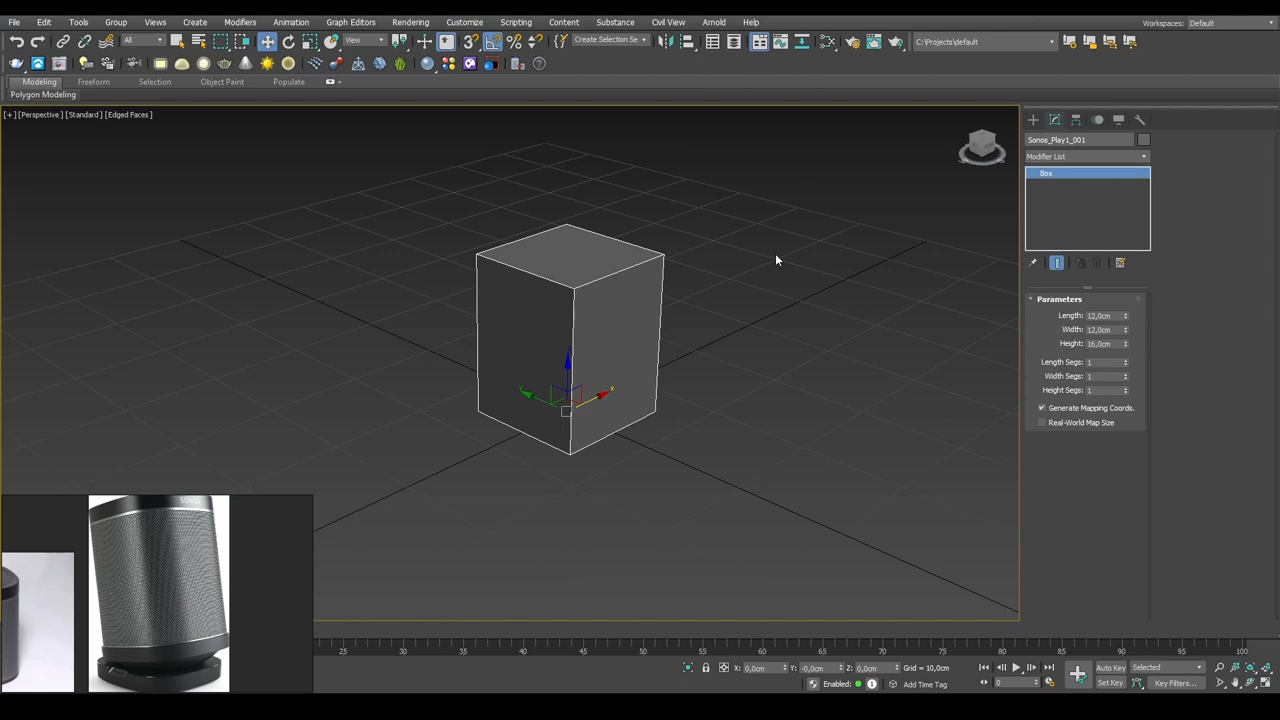 File Edit Tools Group Views Create Modifiers Animation Graph Editors Rendering Customize Scripting Content Substance Civil View Arnold Help
Workspaces: Default
All View Create Selection Se C:\Projects\default
Modeling Freeform Selection Object Paint Populate
Polygon Modeling
[+] [Perspective] [Standard] [Edged Faces]
Sonos_Play1_001
Modifier List
Box
Parameters
Length: 12,0cm
Width: 12,0cm
Height: 16,0cm
Length Segs: 1
Width Segs: 1
Height Segs: 1
Generate Mapping Coords.
Real-World Map Size
25 30 35 40 45 50 55 60 65 70 75 80 85 90 95 100
X: 0,0cm Y: -0,0cm Z: 0,0cm Grid = 10,0cm Auto Key Selected
Enabled: 1 Add Time Tag 0 Set Key Key Filters...